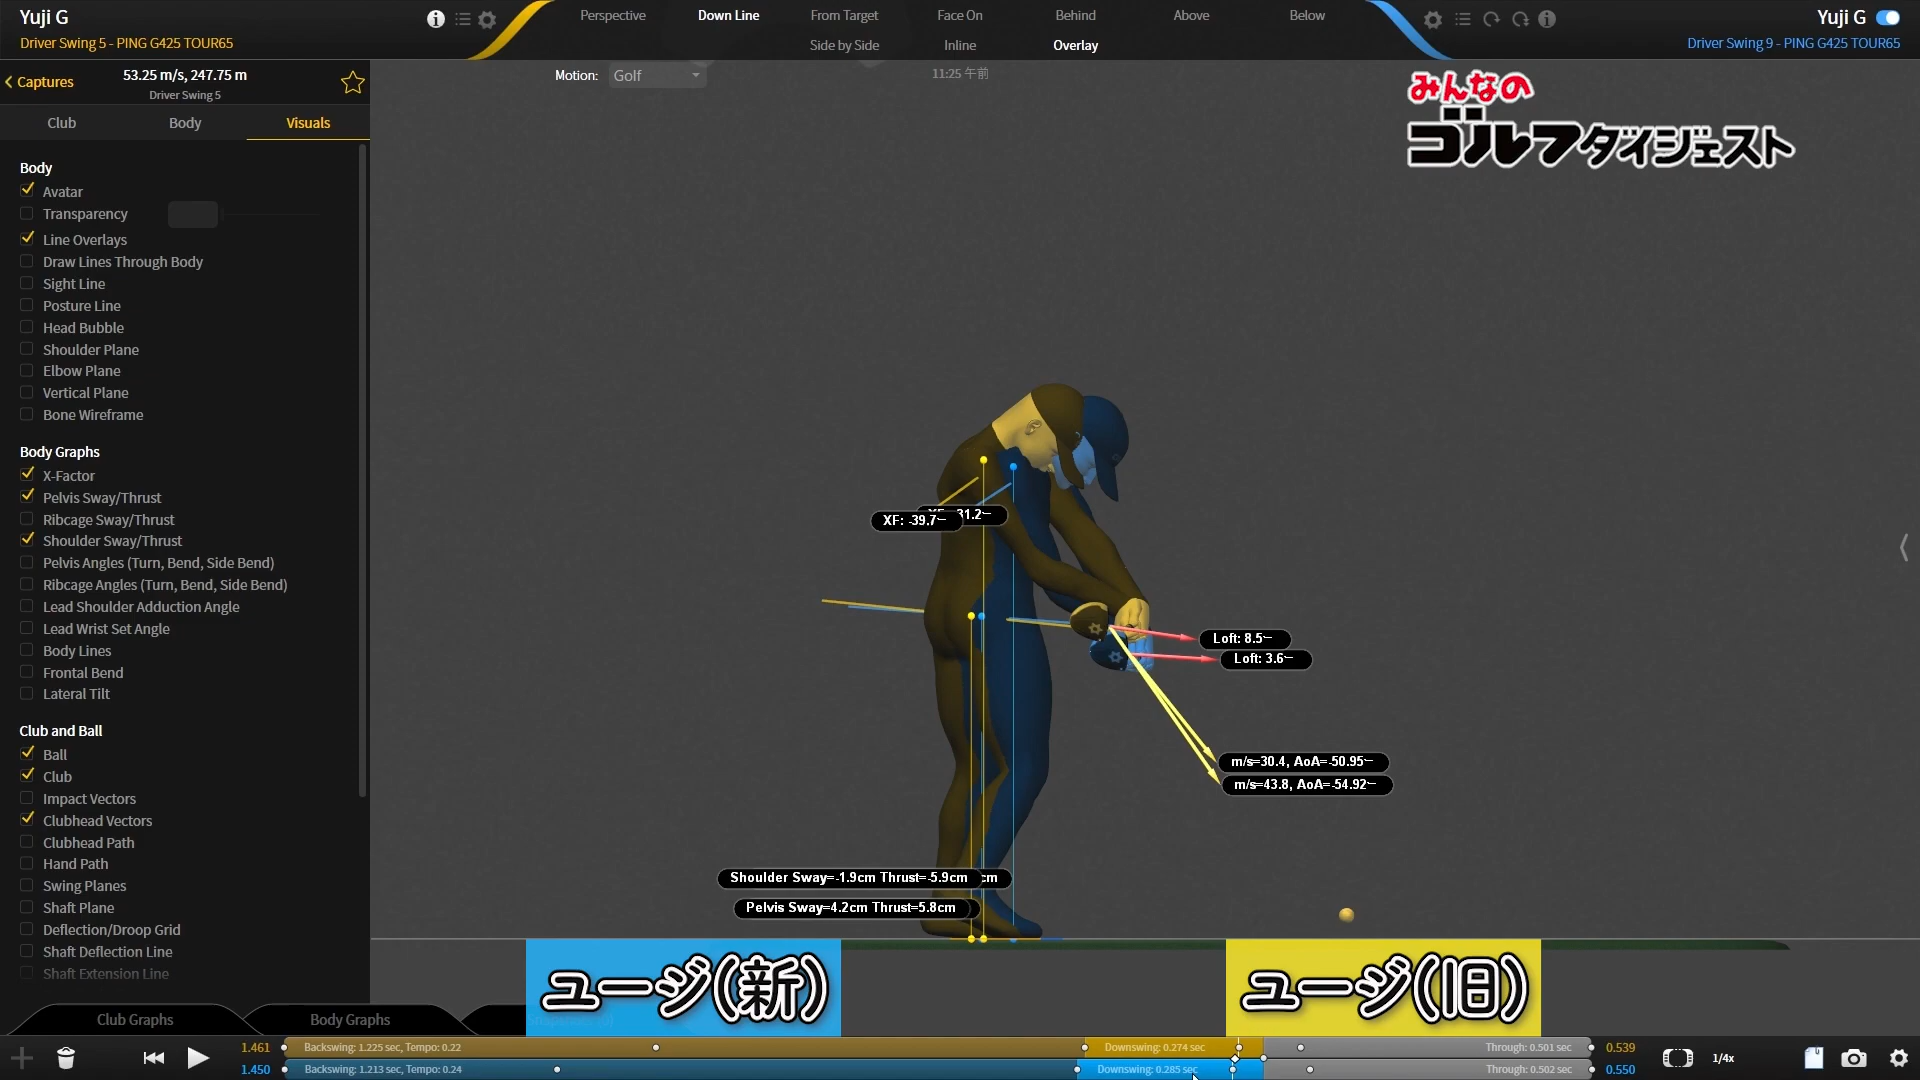 Yuji G
Driver Swing 5 - PING G425 TOUR65
Perspective
Down Line
From Target
Face On
Behind
Above
Below
Side by Side
Inline
Overlay
Yuji G
Driver Swing 9 - PING G425 TOUR65
Captures
53.25 m/s, 247.75 m
Driver Swing 5
Motion: Golf
11:25 午前
みんなの
ゴルフダイジェスト
Club
Body
Visuals
Body
Avatar
Transparency
Line Overlays
Draw Lines Through Body
Sight Line
Posture Line
Head Bubble
Shoulder Plane
Elbow Plane
Vertical Plane
Bone Wireframe
Body Graphs
X-Factor
Pelvis Sway/Thrust
Ribcage Sway/Thrust
Shoulder Sway/Thrust
Pelvis Angles (Turn, Bend, Side Bend)
Ribcage Angles (Turn, Bend, Side Bend)
Lead Shoulder Adduction Angle
Lead Wrist Set Angle
Body Lines
Frontal Bend
Lateral Tilt
Club and Ball
Ball
Club
Impact Vectors
Clubhead Vectors
Clubhead Path
Hand Path
Swing Planes
Shaft Plane
Deflection/Droop Grid
Shaft Deflection Line
Shaft Extension Line
XF: -39.7
31.2
Loft: 8.5
Loft: 3.6
m/s=30.4, AoA=-50.95
m/s=43.8, AoA=-54.92
Shoulder Sway=-1.9cm Thrust=-5.9cm
cm
Pelvis Sway=4.2cm Thrust=5.8cm
ユージ(新)
ユージ(旧)
Club Graphs
Body Graphs
1.461
Backswing: 1.225 sec, Tempo: 0.22
Downswing: 0.274 sec
Through: 0.501 sec
0.539
1.450
Backswing: 1.213 sec, Tempo: 0.24
Downswing: 0.285 sec
Through: 0.502 sec
0.550
1/4x